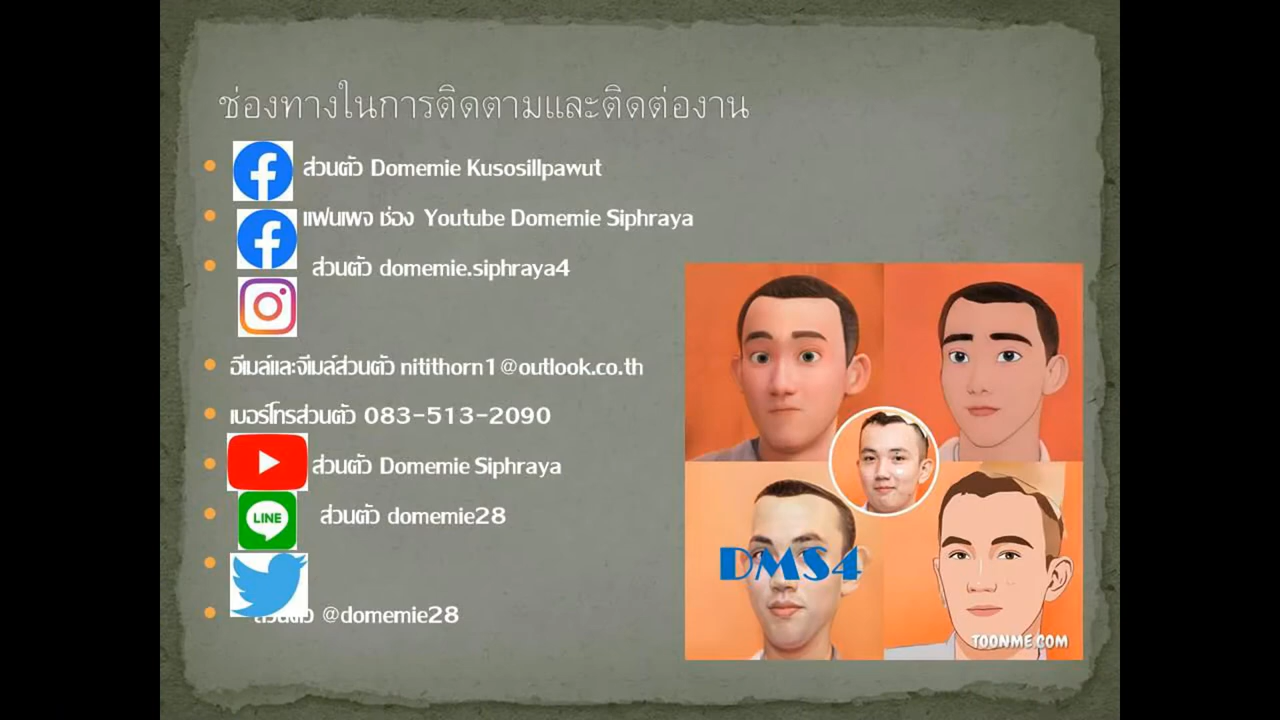 ช่องทางในการติดตามและติดต่องาน
ส่วนตัว Domemie Kusosillpawut
แฟนเพจ ช่อง Youtube Domemie Siphraya
ส่วนตัว domemie.siphraya4
อีเมล์และจีเมล์ส่วนตัว nitithorn1@outlook.co.th
เบอร์โทรส่วนตัว 083-513-2090
ส่วนตัว Domemie Siphraya
LINE
ส่วนตัว domemie28
ส่วนตัว @domemie28
DMS4
TOONME.COM